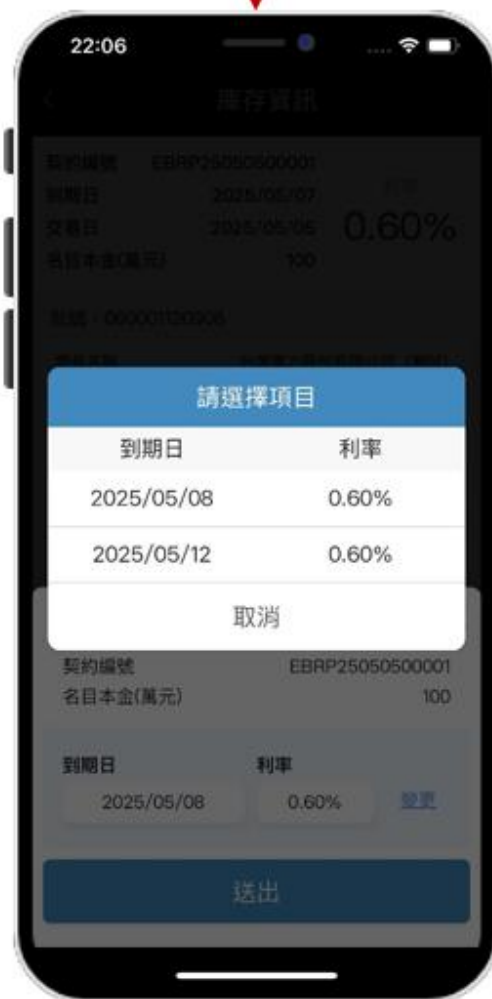 22:06
庫存資訊
契約編號 EBRP25050500001
到期日 2025/05/07
利率
交易日 2025/05/05
0.60%
名目本金(萬元) 100
請選擇項目
到期日 利率
2025/05/08 0.60%
2025/05/12 0.60%
取消
契約編號 EBRP25050500001
名目本金(萬元) 100
到期日 利率
2025/05/08 0.60% 變更
送出